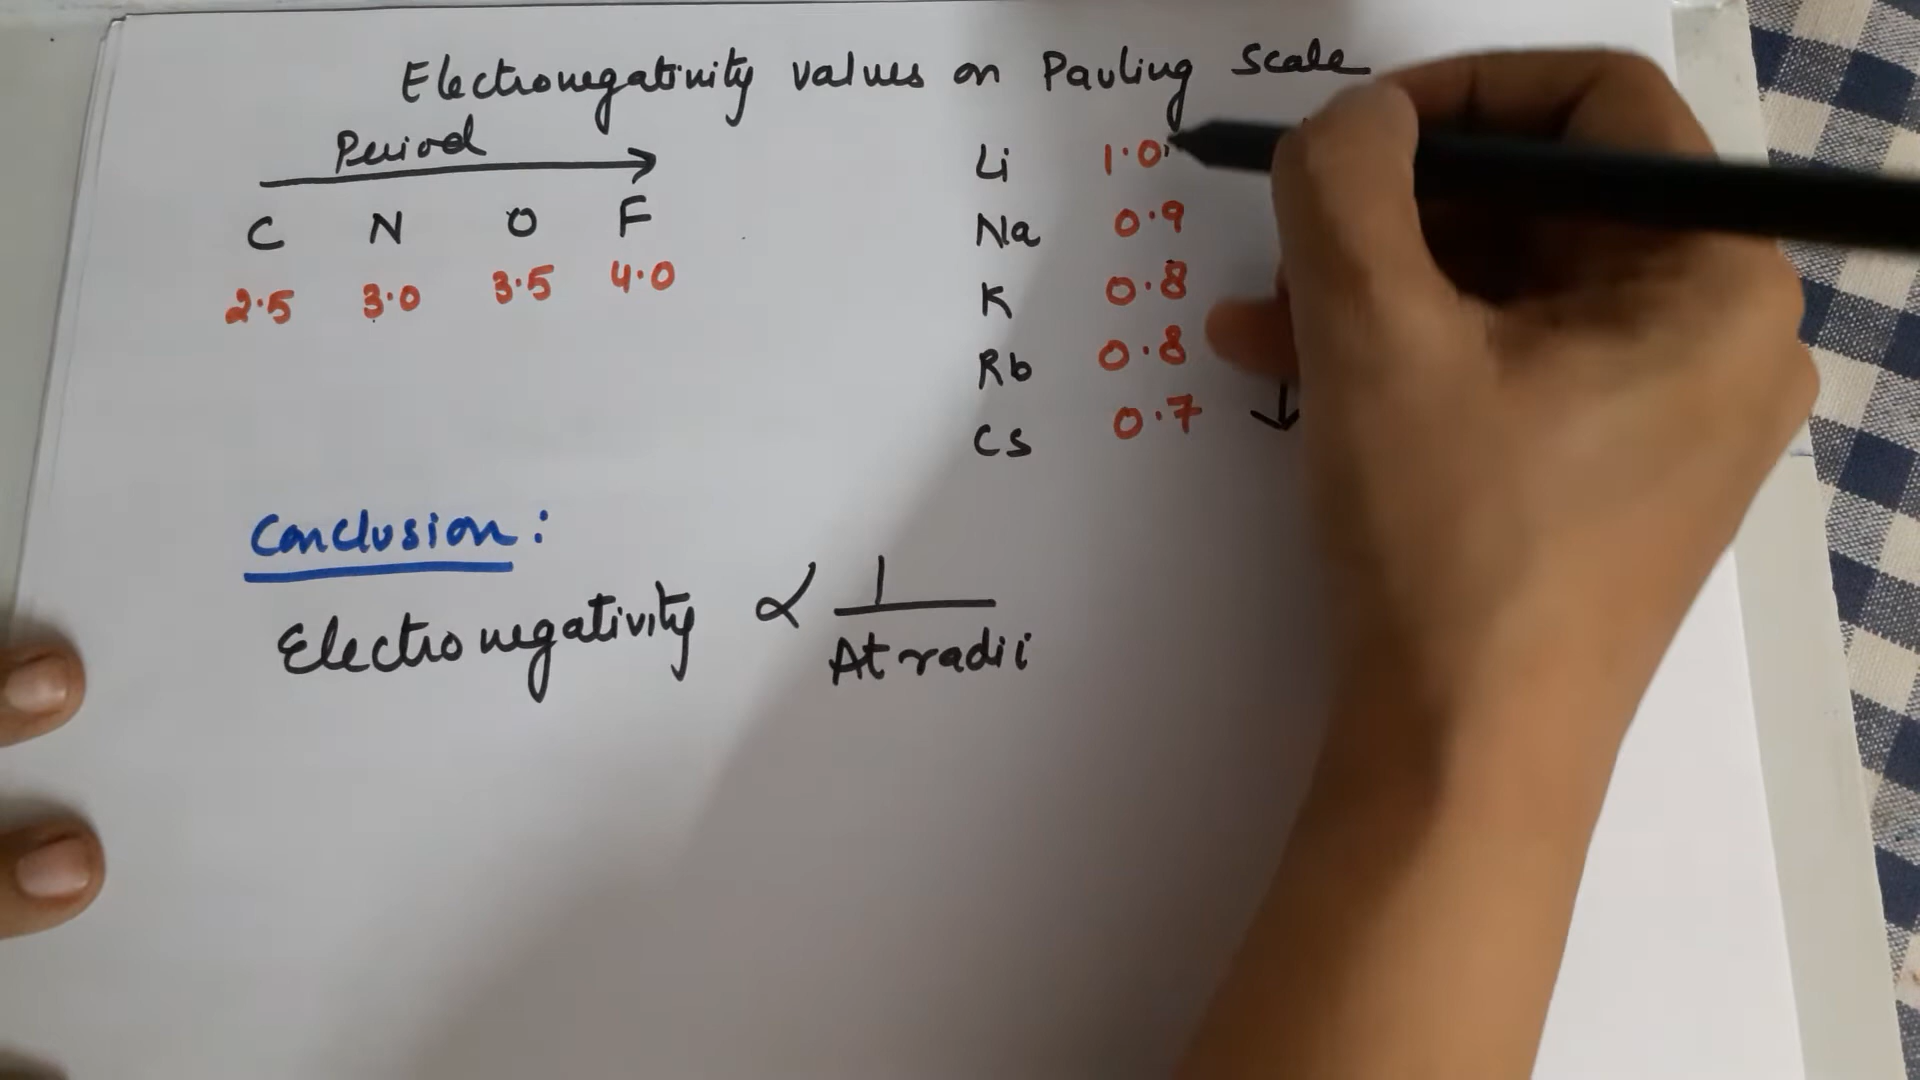 Electronegativity values on Pauling Scale
Period
C N O F
2.5 3.0 3.5 4.0
Li 1.0
Na 0.9
K 0.8
Rb 0.8
Cs 0.7
Conclusion:
Electronegativity ∝ 1
At radii